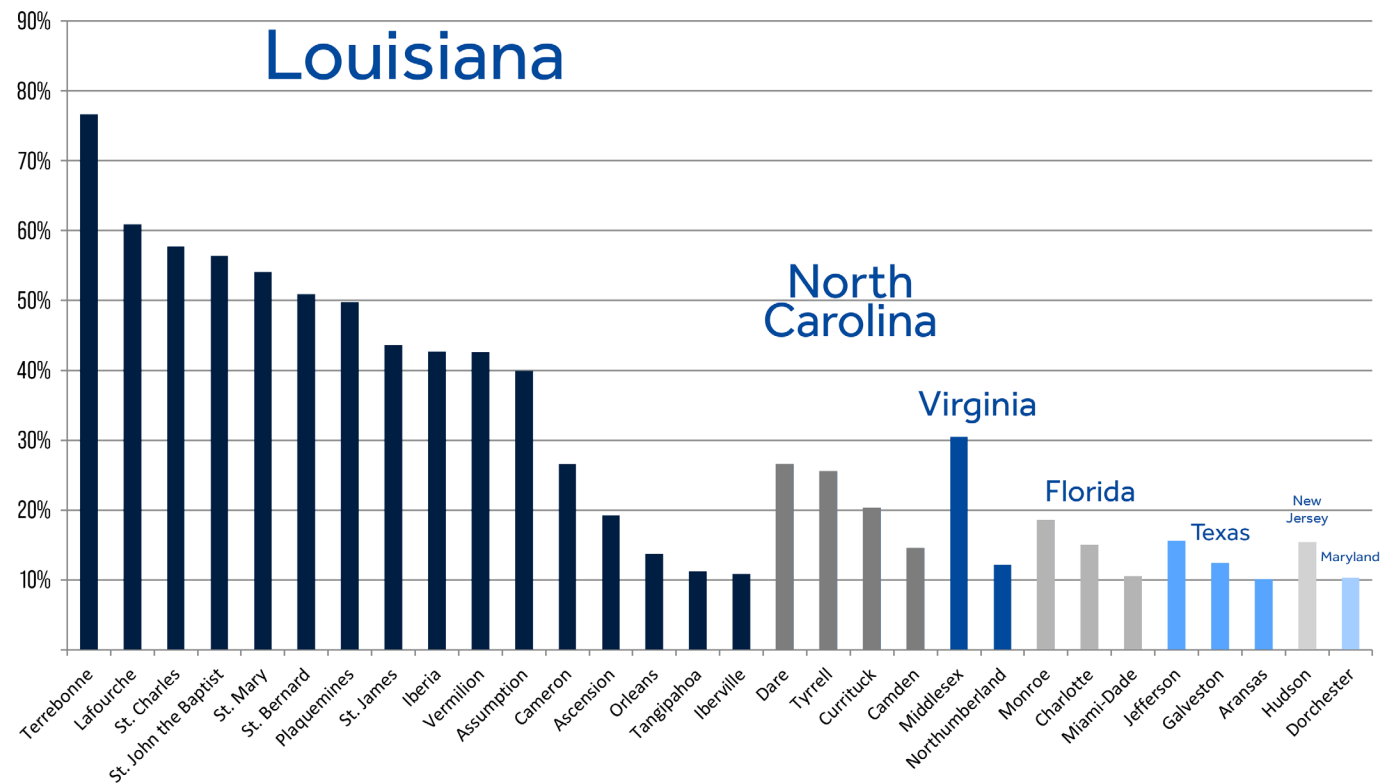 90%
80%
70%
60%
50%
40%
30%
20%
10%
Louisiana
North
Carolina
Virginia
Florida
Texas
New
Jersey
Maryland
Terrebonne
Lafourche
St. Charles
St. John the Baptist
St. Mary
St. Bernard
Plaquemines
St. James
Iberia
Vermilion
Assumption
Cameron
Ascension
Orleans
Tangipahoa
Iberville
Dare
Tyrrell
Currituck
Camden
Middlesex
Northumberland
Monroe
Charlotte
Miami-Dade
Jefferson
Galveston
Aransas
Hudson
Dorchester